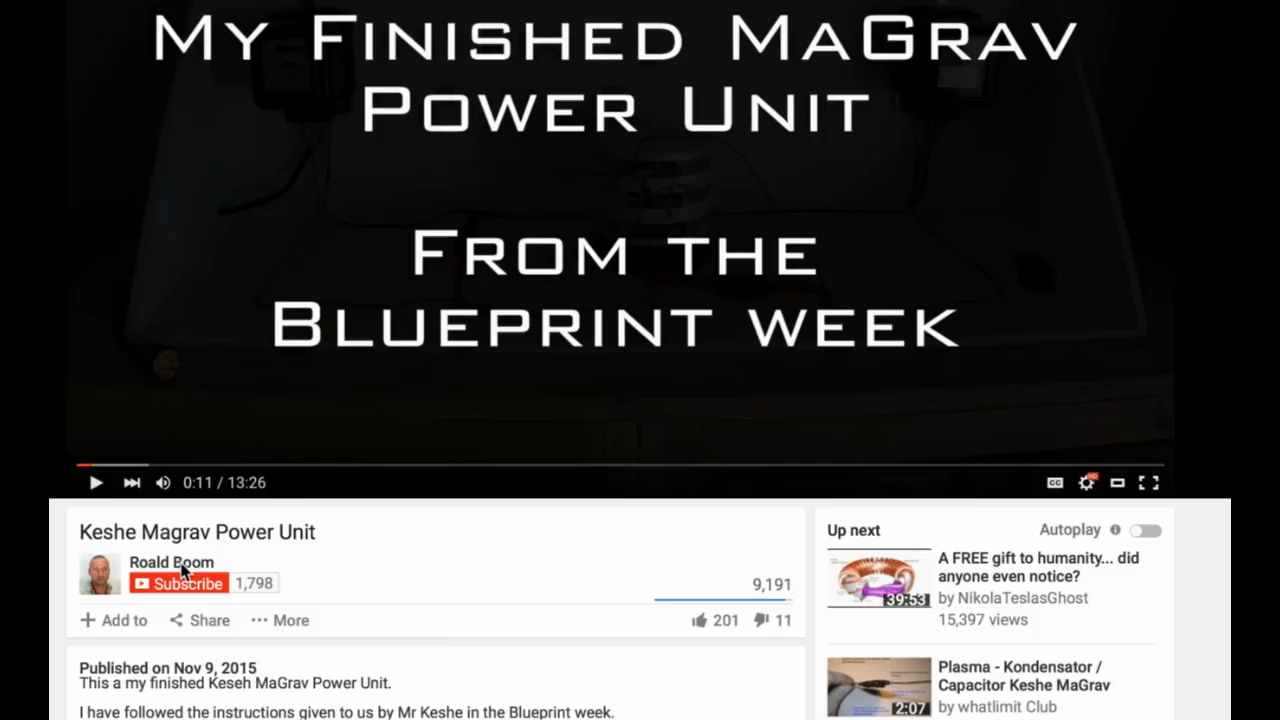 MY FINISHED MAGRAV
POWER UNIT
FROM THE
BLUEPRINT WEEK
0:11 / 13:26
CC
HD
Keshe Magrav Power Unit
Roald Boom
Subscribe 1,798
9,191
Add to Share More
201 11
Published on Nov 9, 2015
This a my finished Keseh MaGrav Power Unit.
I have followed the instructions given to us by Mr Keshe in the Blueprint week.
Up next
Autoplay
A FREE gift to humanity... did
anyone even notice?
by NikolaTeslasGhost
15,397 views
39:53
Plasma - Kondensator /
Capacitor Keshe MaGrav
by whatlimit Club
2:07